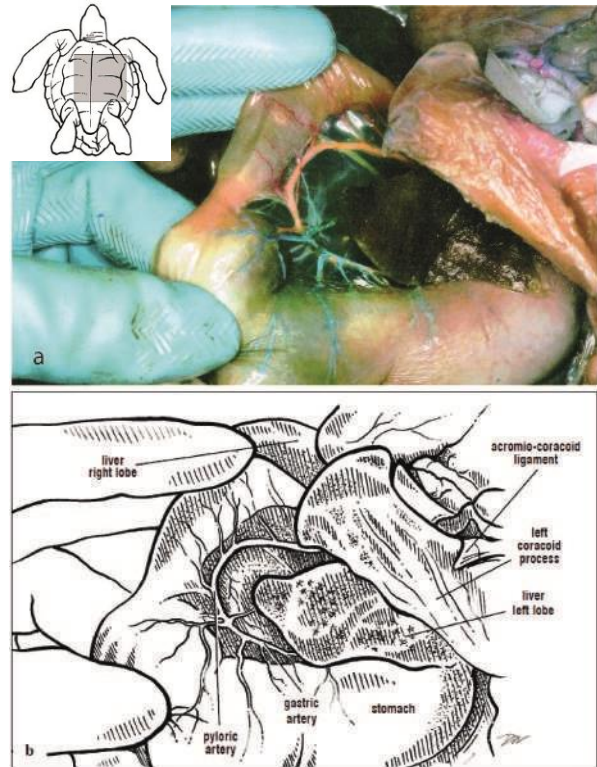 a
liver
right lobe
acromio-coracoid
ligament
left
coracoid
process
liver
left lobe
gastric
artery
stomach
pyloric
artery
b